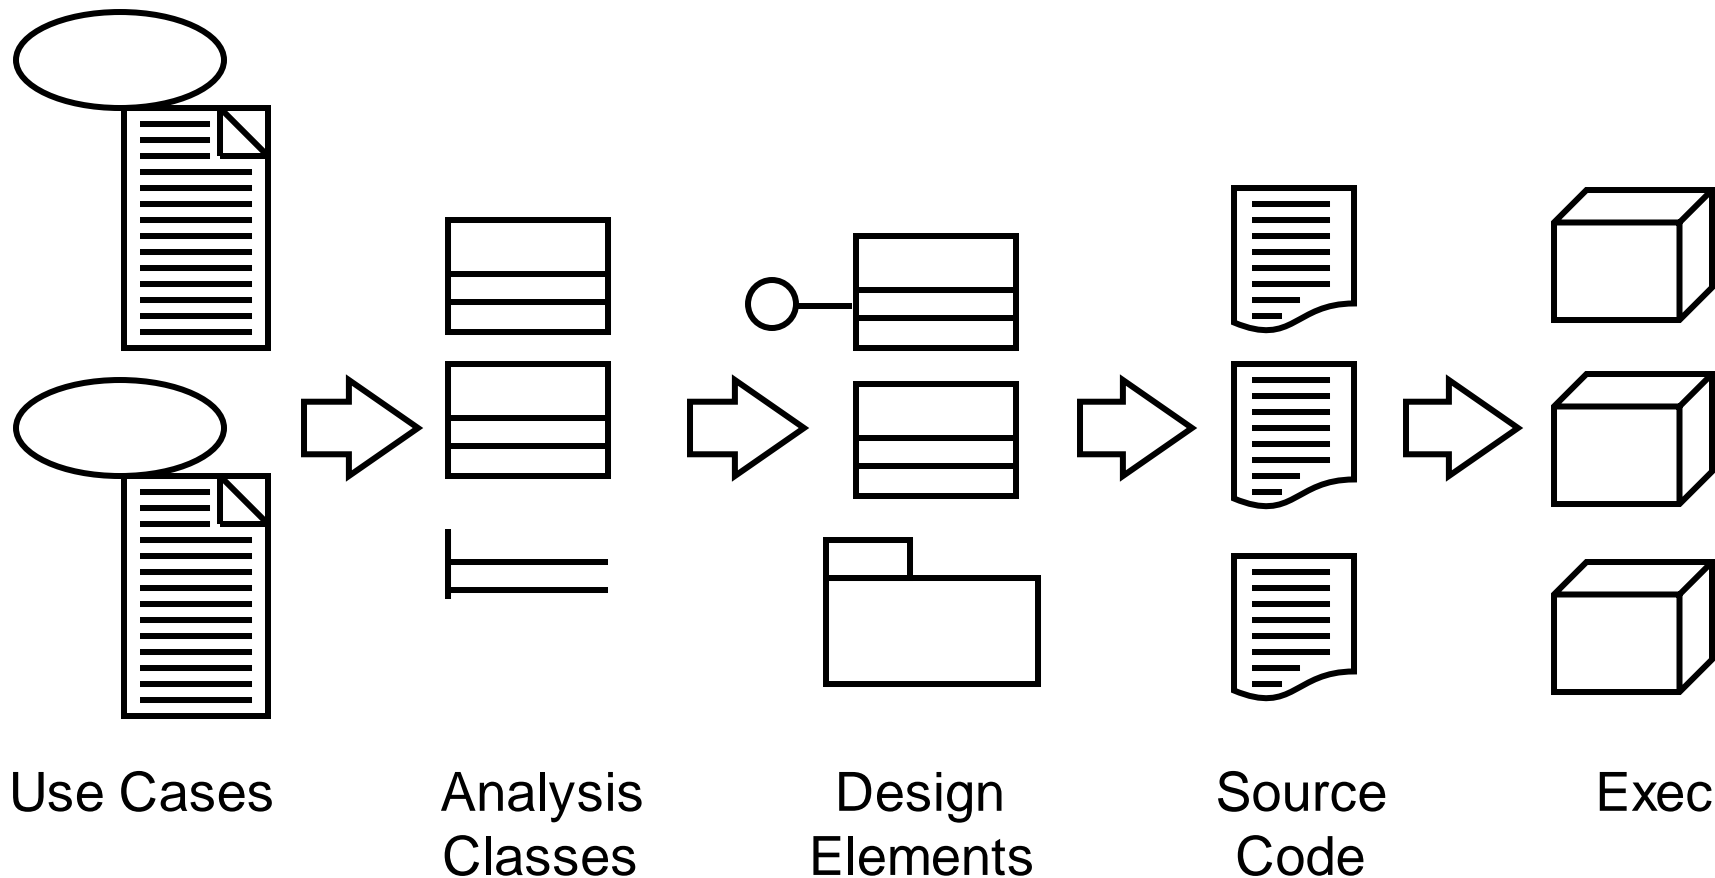 Use Cases
Analysis
Classes
Design
Elements
Source
Code
Exec